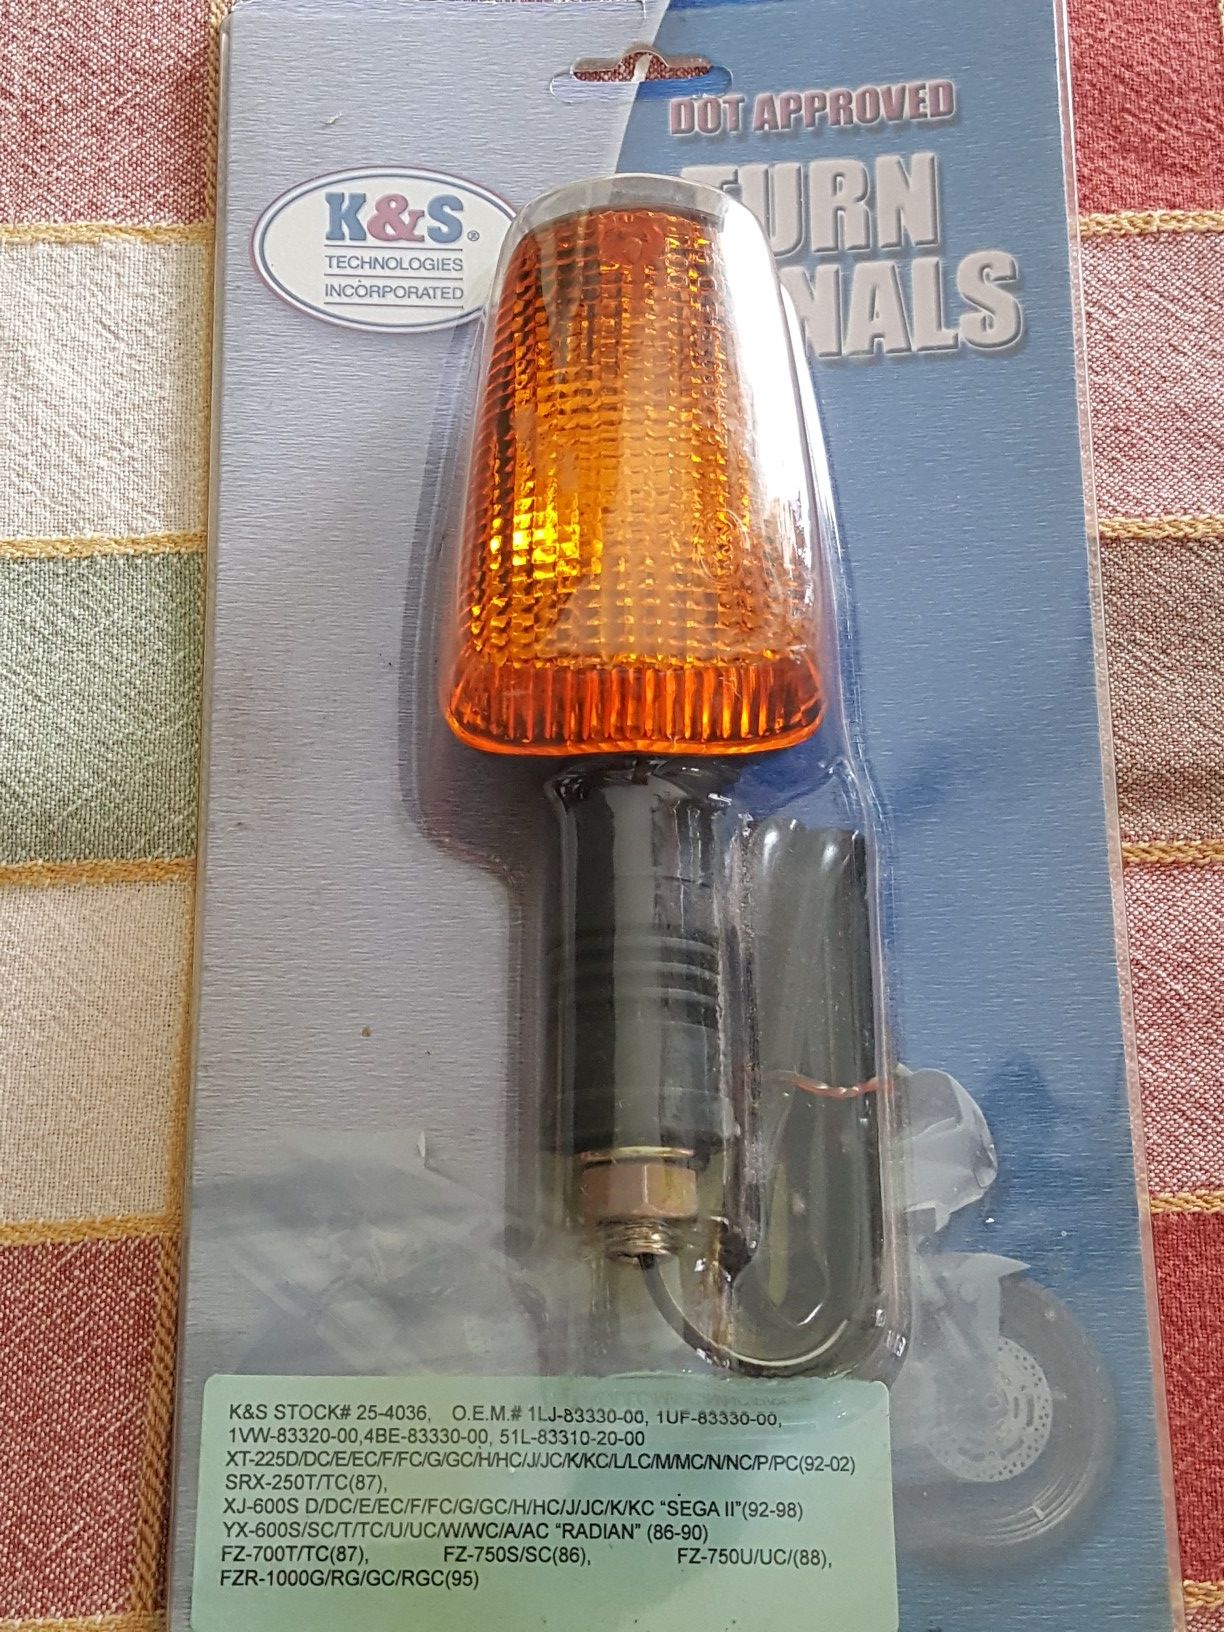 DOT APPROVED
K&S®
TECHNOLOGIES
INCORPORATED
TURN
NALS
K&S STOCK# 25-4036, O.E.M.# 1LJ-83330-00, 1UF-83330-00,
1VW-83320-00,4BE-83330-00, 51L-83310-20-00
XT-225D/DC/E/EC/F/FC/G/GC/H/HC/J/JC/K/KC/L/LC/M/MC/N/NC/P/PC(92-02)
SRX-250T/TC(87),
XJ-600S D/DC/E/EC/F/FC/G/GC/H/HC/J/JC/K/KC “SEGA II”(92-98)
YX-600S/SC/T/TC/U/UC/W/WC/A/AC “RADIAN” (86-90)
FZ-700T/TC(87), FZ-750S/SC(86), FZ-750U/UC/(88),
FZR-1000G/RG/GC/RGC(95)